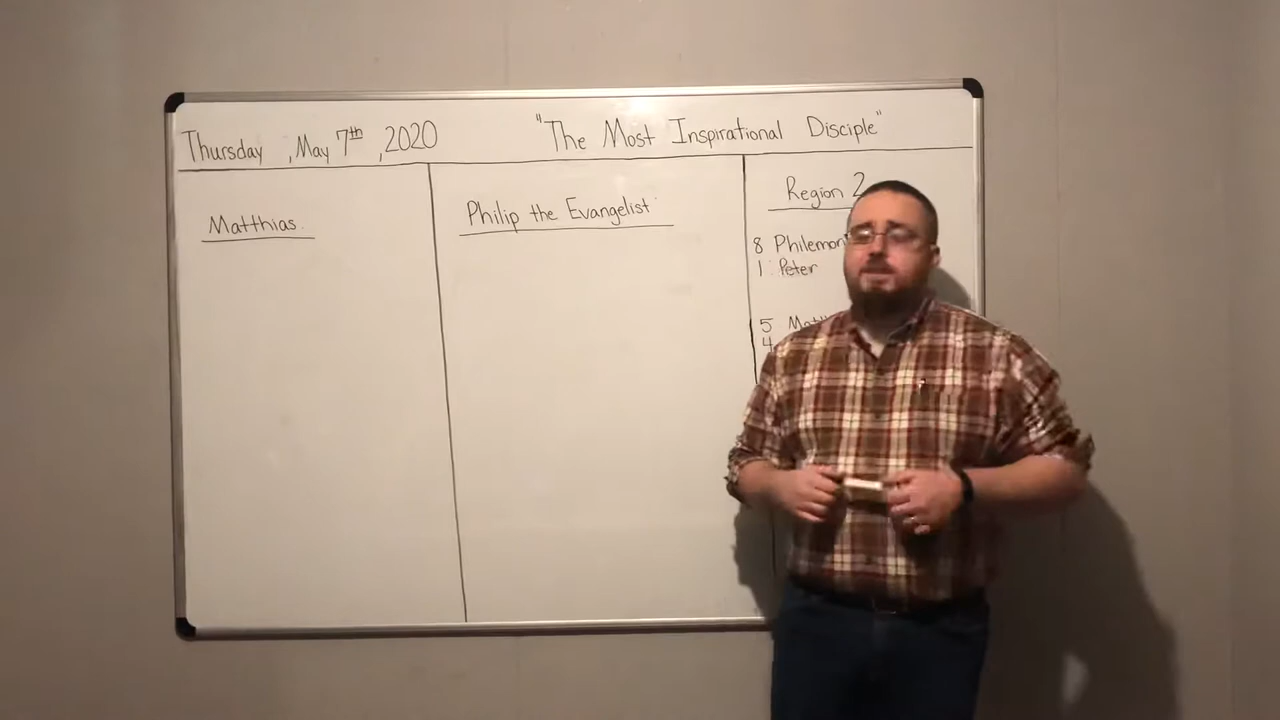 Thursday, May 7th, 2020
"The Most Inspirational Disciple"
Matthias
Philip the Evangelist
Region 2
8 Philemon
1 Peter
5
4